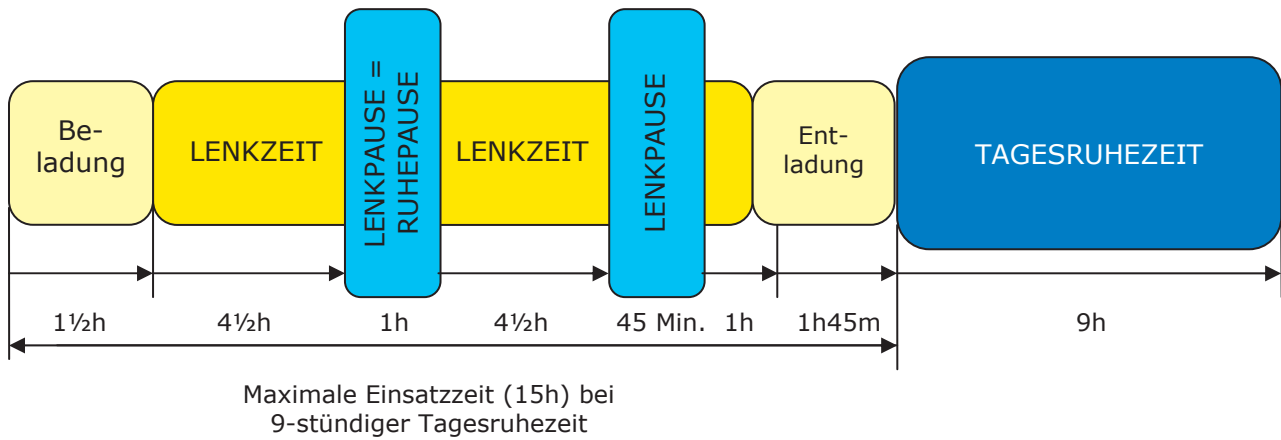 Be-
ladung
LENKZEIT
LENKPAUSE =
RUHEPAUSE
LENKZEIT
LENKPAUSE
Ent-
ladung
TAGESRUHEZEIT
1½h 4½h 1h 4½h 45 Min. 1h 1h45m 9h
Maximale Einsatzzeit (15h) bei
9-stündiger Tagesruhezeit